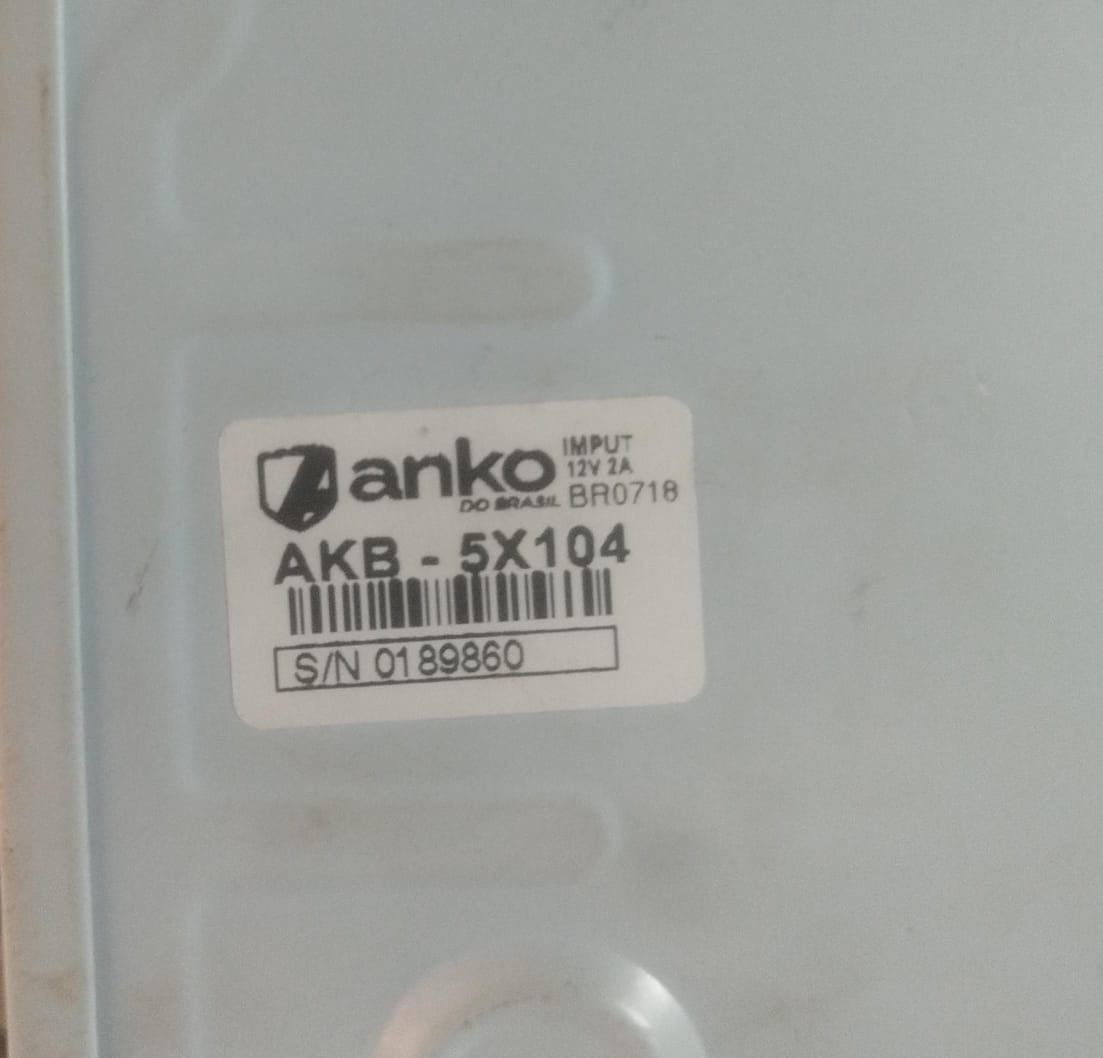 anko
DO BRASIL
IMPUT
12V 2A
BR0718
AKB - 5X104
S/N 0189860